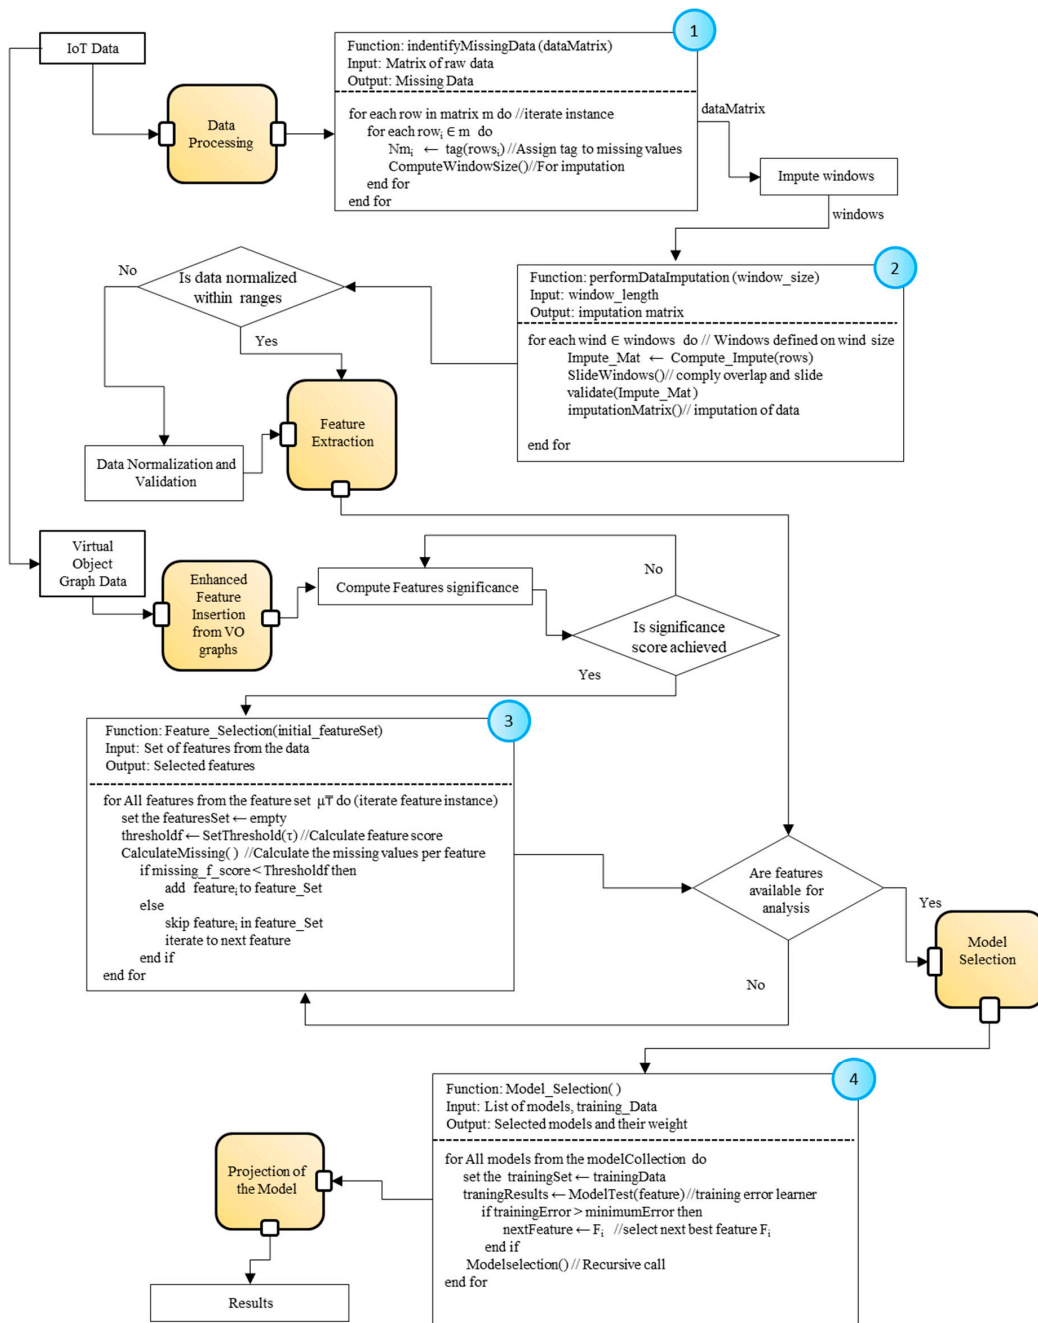 IoT Data
Data
Processing
1
Function: indentifyMissingData (dataMatrix)
Input: Matrix of raw data
Output: Missing Data
for each row in matrix m do //iterate instance
for each rowᵢ ∈ m do
Nmᵢ ← tag(rowsᵢ) //Assign tag to missing values
ComputeWindowSize()//For imputation
end for
end for
dataMatrix
Impute windows
windows
2
Function: performDataImputation (window_size)
Input: window_length
Output: imputation matrix
for each wind ∈ windows do // Windows defined on wind size
Impute_Mat ← Compute_Impute(rows)
SlideWindows()// comply overlap and slide
validate(Impute_Mat)
imputationMatrix()// imputation of data
end for
Is data normalized
within ranges
No
Yes
Feature
Extraction
Data Normalization and
Validation
Virtual
Object
Graph Data
Enhanced
Feature
Insertion
from VO
graphs
Compute Features significance
No
Is significance
score achieved
Yes
3
Function: Feature_Selection(initial_featureSet)
Input: Set of features from the data
Output: Selected features
for All features from the feature set μ₸ do (iterate feature instance)
set the featuresSet ← empty
thresholdf ← SetThreshold(τ) //Calculate feature score
CalculateMissing( ) //Calculate the missing values per feature
if missing_f_score < Thresholdf then
add featureᵢ to feature_Set
else
skip featureᵢ in feature_Set
iterate to next feature
end if
end for
Are features
available for
analysis
Yes
No
Model
Selection
4
Function: Model_Selection( )
Input: List of models, training_Data
Output: Selected models and their weight
for All models from the modelCollection do
set the trainingSet ← trainingData
traningResults ← ModelTest(feature) //training error learner
if trainingError > minimumError then
nextFeature ← Fᵢ //select next best feature Fᵢ
end if
Modelselection() // Recursive call
end for
Projection of
the Model
Results